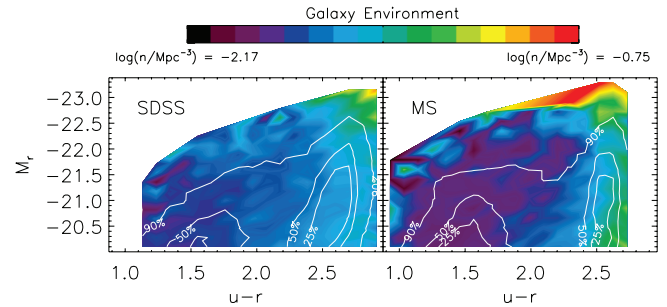 Galaxy Environment
log(n/Mpc⁻³) = −2.17 log(n/Mpc⁻³) = −0.75
SDSS MS
−23.0
−22.5
−22.0
−21.5
−21.0
−20.5
M_r
90% 90% 90% 50% 50% 25%
90% 90% 50% 25% 50% 25%
1.0 1.5 2.0 2.5 1.0 1.5 2.0 2.5
u−r u−r